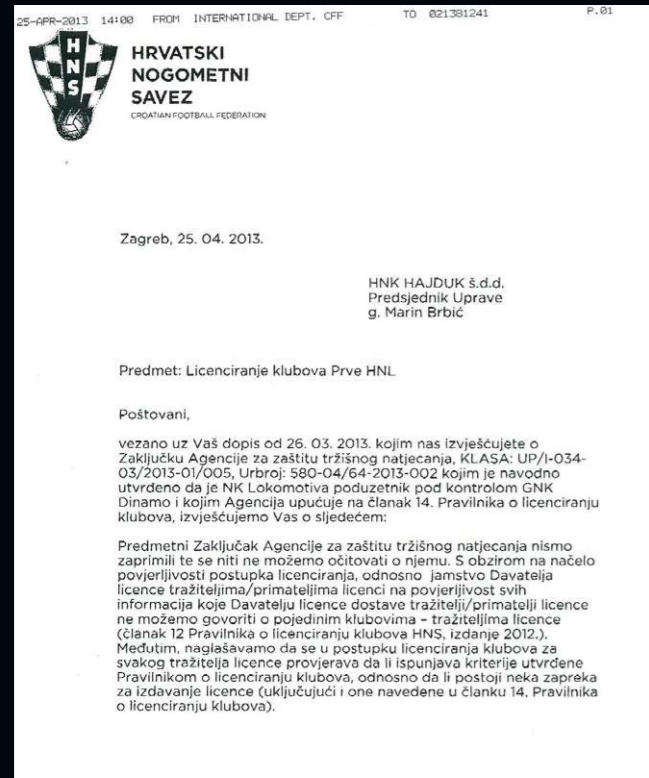 25-APR-2013 14:00 FROM INTERNATIONAL DEPT. CFF TO 021381241 P.01
HNS
HRVATSKI
NOGOMETNI
SAVEZ
CROATIAN FOOTBALL FEDERATION
Zagreb, 25. 04. 2013.
HNK HAJDUK š.d.d.
Predsjednik Uprave
g. Marin Brbić
Predmet: Licenciranje klubova Prve HNL
Poštovani,
vezano uz Vaš dopis od 26. 03. 2013. kojim nas izvješćujete o
Zaključku Agencije za zaštitu tržišnog natjecanja, KLASA: UP/I-034-
03/2013-01/005, Urbroj: 580-04/64-2013-002 kojim je navodno
utvrđeno da je NK Lokomotiva poduzetnik pod kontrolom GNK
Dinamo i kojim Agencija upućuje na članak 14. Pravilnika o licenciranju
klubova, izvješćujemo Vas o sljedećem:
Predmetni Zaključak Agencije za zaštitu tržišnog natjecanja nismo
zaprimili te se niti ne možemo očitovati o njemu. S obzirom na načelo
povjerljivosti postupka licenciranja, odnosno jamstvo Davatelja
licence tražiteljima/primateljima licenci na povjerljivost svih
informacija koje Davatelju licence dostave tražitelji/primatelji licence
ne možemo govoriti o pojedinim klubovima – tražiteljima licence
(članak 12 Pravilnika o licenciranju klubova HNS, izdanje 2012.).
Međutim, naglašavamo da se u postupku licenciranja klubova za
svakog tražitelja licence provjerava da li ispunjava kriterije utvrđene
Pravilnikom o licenciranju klubova, odnosno da li postoji neka zapreka
za izdavanje licence (uključujući i one navedene u članku 14. Pravilnika
o licenciranju klubova).